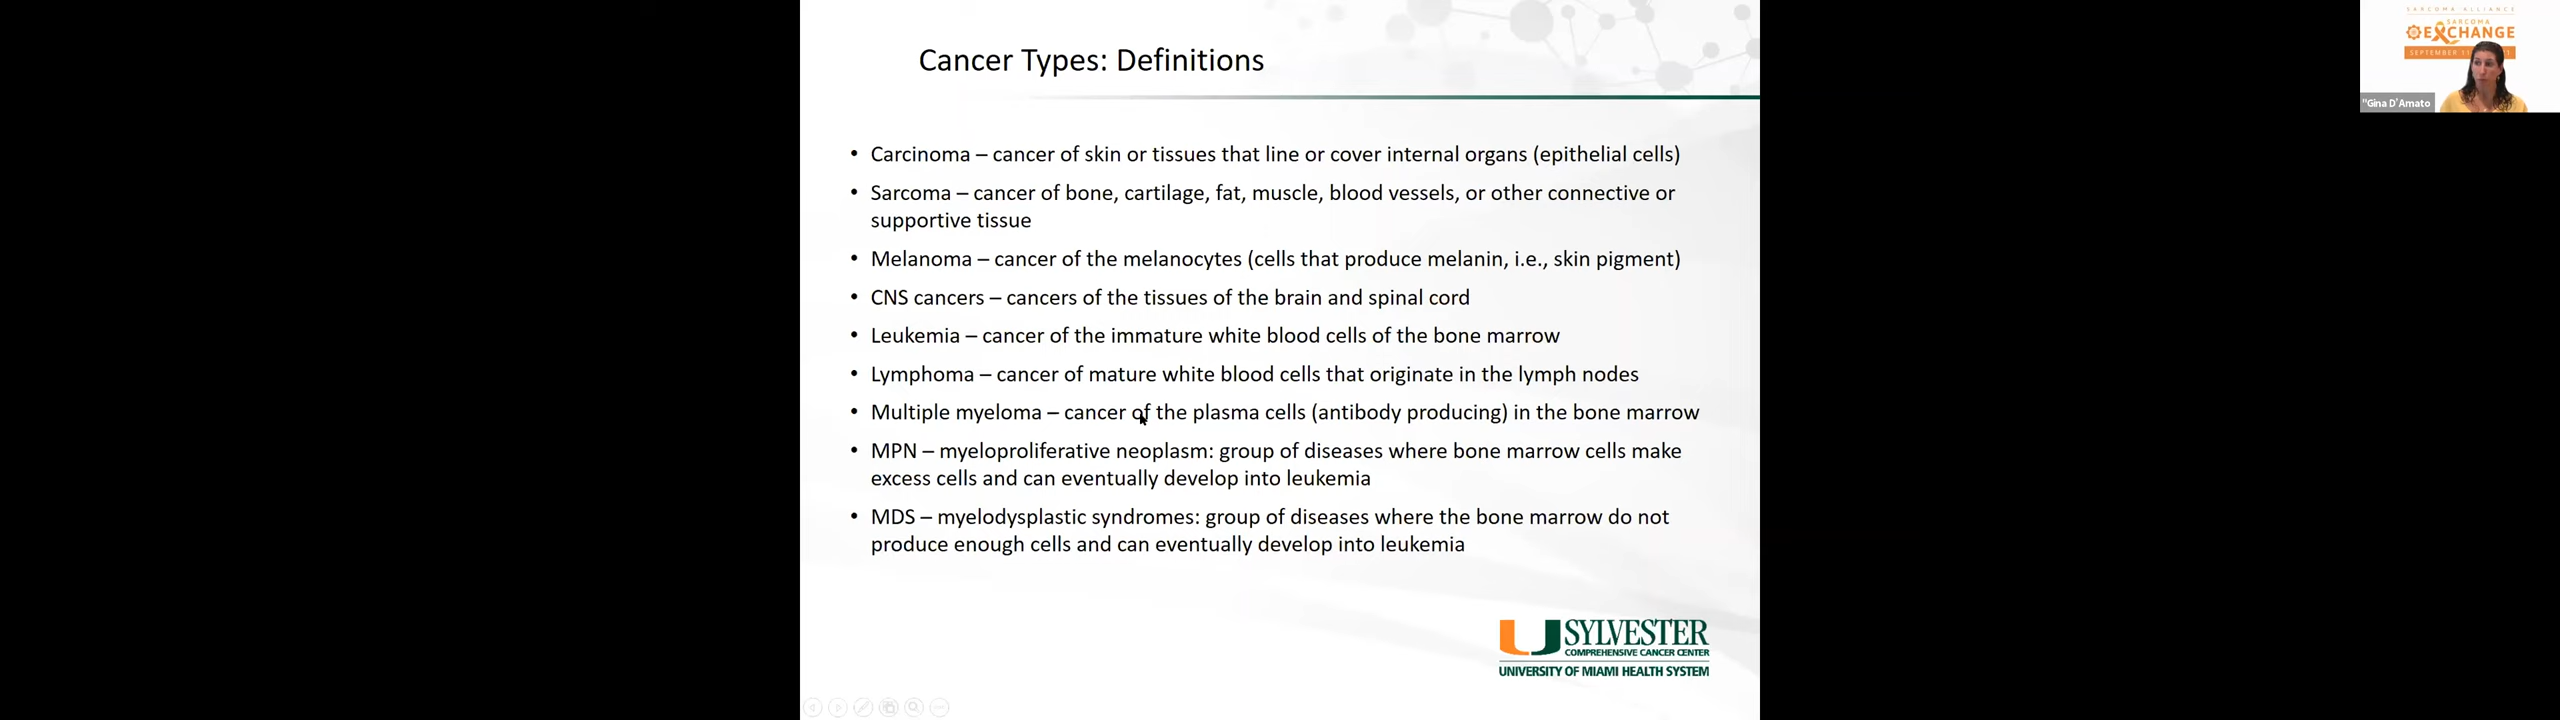 Cancer Types: Definitions
• Carcinoma – cancer of skin or tissues that line or cover internal organs (epithelial cells)
• Sarcoma – cancer of bone, cartilage, fat, muscle, blood vessels, or other connective or
supportive tissue
• Melanoma – cancer of the melanocytes (cells that produce melanin, i.e., skin pigment)
• CNS cancers – cancers of the tissues of the brain and spinal cord
• Leukemia – cancer of the immature white blood cells of the bone marrow
• Lymphoma – cancer of mature white blood cells that originate in the lymph nodes
• Multiple myeloma – cancer of the plasma cells (antibody producing) in the bone marrow
• MPN – myeloproliferative neoplasm: group of diseases where bone marrow cells make
excess cells and can eventually develop into leukemia
• MDS – myelodysplastic syndromes: group of diseases where the bone marrow do not
produce enough cells and can eventually develop into leukemia
U SYLVESTER
COMPREHENSIVE CANCER CENTER
UNIVERSITY OF MIAMI HEALTH SYSTEM
SARCOMA ALLIANCE
SARCOMA
EXCHANGE
SEPTEMBER
"Gina D'Amato